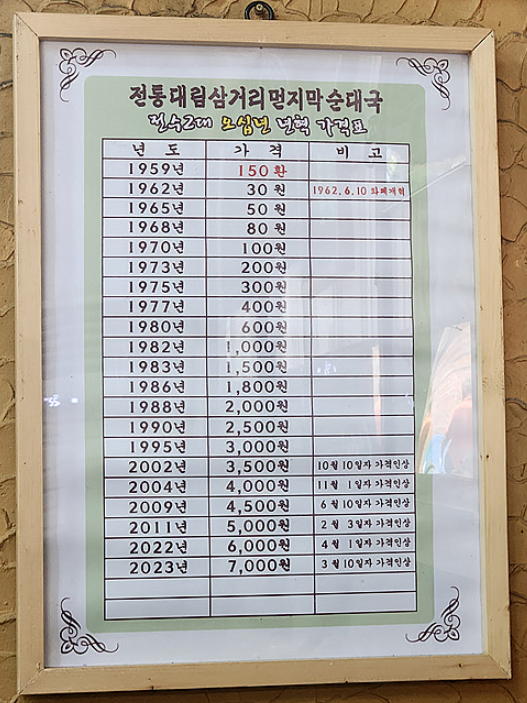 전통대림삼거리먼지막순대국
전수2대 오십년 년혁 가격표
년 도 가 격 비 고
1959년 150환
1962년 30원 1962.6.10 화폐개혁
1965년 50원
1968년 80원
1970년 100원
1973년 200원
1975년 300원
1977년 400원
1980년 600원
1982년 1,000원
1983년 1,500원
1986년 1,800원
1988년 2,000원
1990년 2,500원
1995년 3,000원
2002년 3,500원 10월 10일자 가격인상
2004년 4,000원 11월 1일자 가격인상
2009년 4,500원 6월 10일자 가격인상
2011년 5,000원 2월 3일자 가격인상
2022년 6,000원 4월 1일자 가격인상
2023년 7,000원 3월 10일자 가격인상